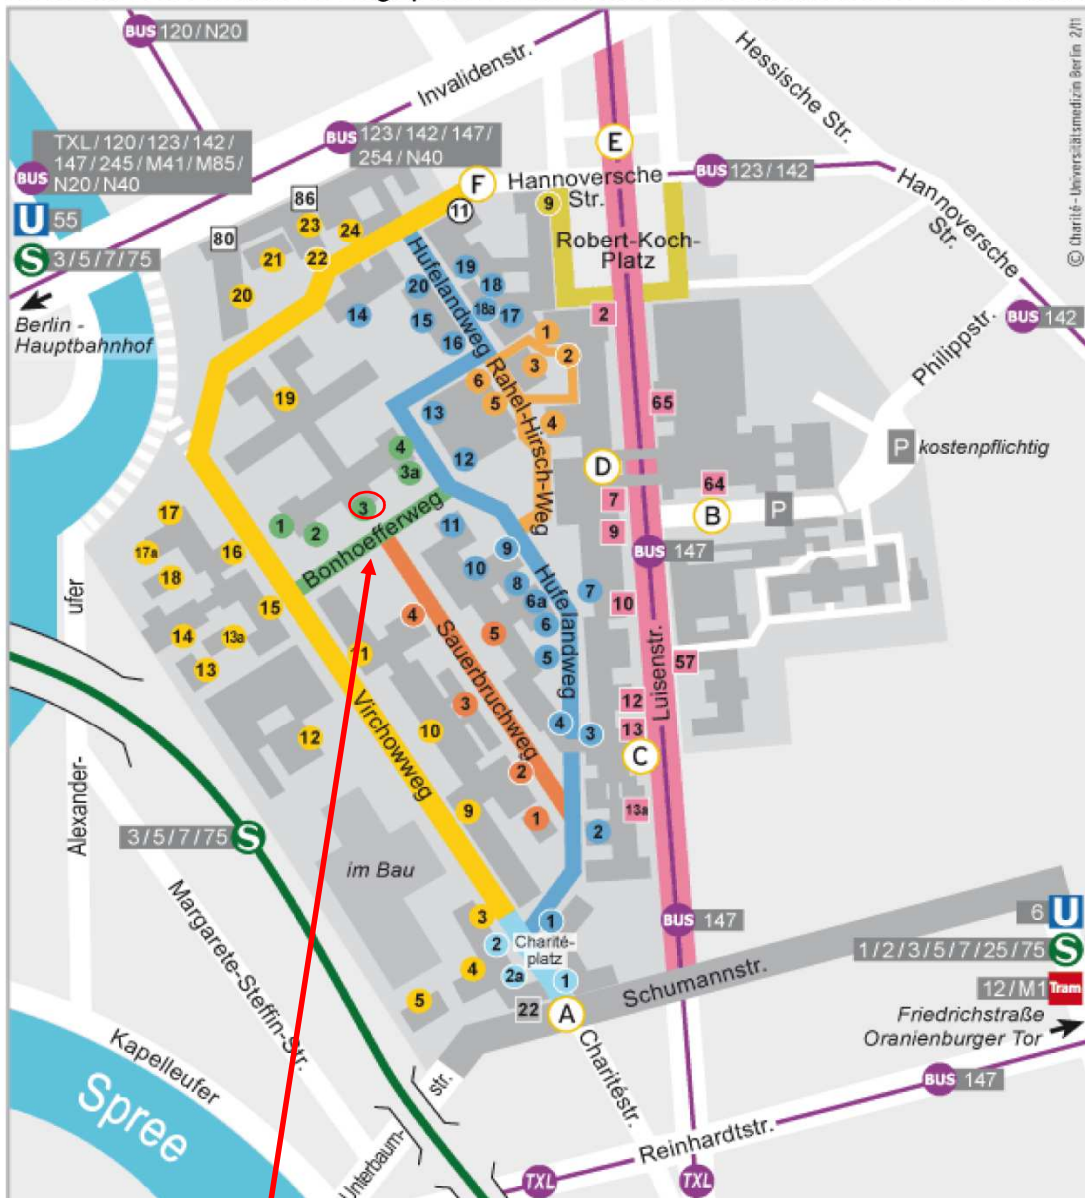 BUS 120 / N20
Invalidenstr.
Hessische Str.
© Charité - Universitätsmedizin Berlin 2/11
TXL / 120 / 123 / 142 /
BUS 147 / 245 / M41 / M85 /
N20 / N40
BUS 123 / 142 / 147 /
254 / N40
E
U 55
S 3 / 5 / 7 / 75
Berlin -
Hauptbahnhof
F
11
Hannoversche
Str.
BUS 123 / 142
Hannoversche
Str.
9
Robert-Koch-
Platz
86
80
23
24
22
21
20
Hufelandweg
19
20
18
18a
17
14
15
16
2
BUS 142
Philippstr.
1
2
3
6
5
4
Rahel-Hirsch-Weg
65
19
13
12
4
3a
3
1
2
Bonhoefferweg
D
64
B
7
9
P kostenpflichtig
P
BUS 147
17
17a
18
16
15
14
13a
13
11
10
9
8
6a
7
6
5
10
Hufelandweg
4
5
Sauerbruchweg
ufer
Luisenstr.
57
11
Virchowweg
3
12
10
4
3
12
13
C
2
9
1
13a
2
Alexander-
3 / 5 / 7 / 75 S
im Bau
Margarete-Steffin-Str.
3
2
4
5
2a
1
1
Charité-
platz
22
A
BUS 147
6 U
1 / 2 / 3 / 5 / 7 / 25 / 75 S
12 / M1 Tram
Friedrichstraße
Oranienburger Tor
Schumannstr.
Charitéstr.
Kapelleufer
Spree
str.
Unterbaum-
BUS 147
Reinhardtstr.
TXL
TXL